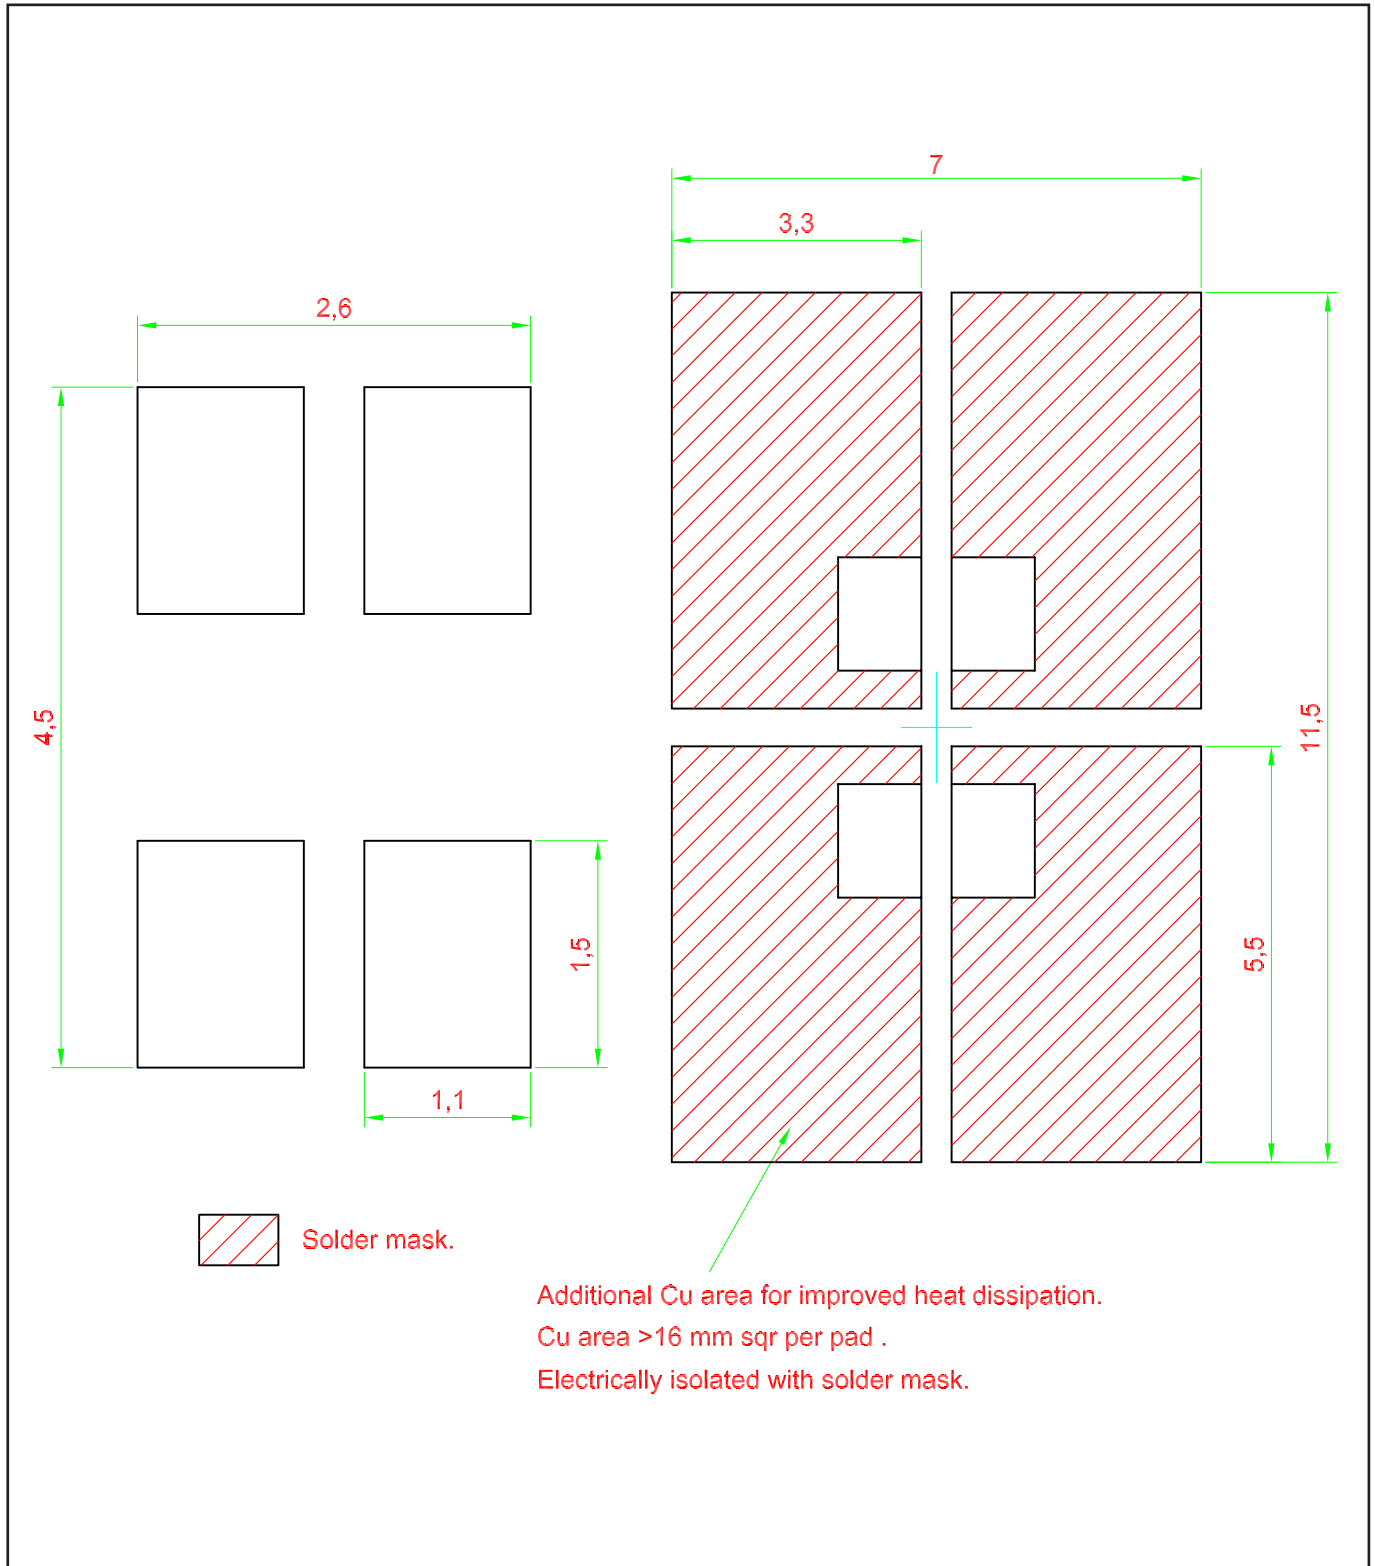 7
3,3
2,6
4,5
11,5
1,5
5,5
1,1
Solder mask.
Additional Cu area for improved heat dissipation.
Cu area >16 mm sqr per pad .
Electrically isolated with solder mask.